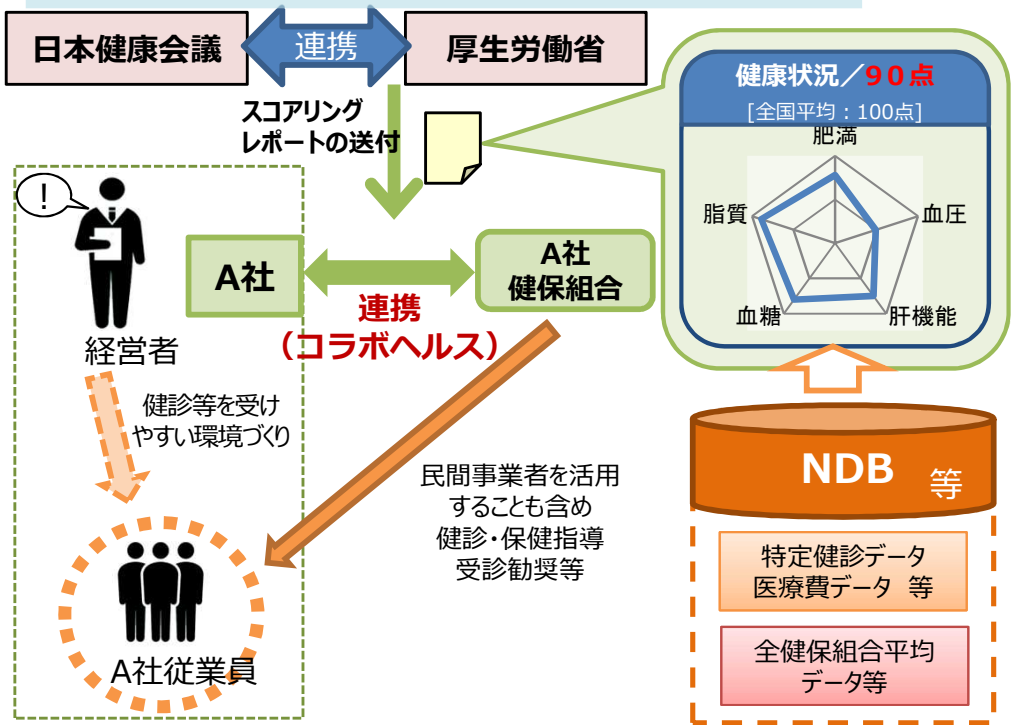 日本健康会議
連携
厚生労働省
スコアリング
レポートの送付
健康状況／９０点
[全国平均：100点]
肥満
血圧
肝機能
血糖
脂質
！
経営者
A社
連携
（コラボヘルス）
A社
健保組合
健診等を受け
やすい環境づくり
A社従業員
民間事業者を活用
することも含め
健診・保健指導
受診勧奨等
NDB 等
特定健診データ
医療費データ 等
全健保組合平均
データ等